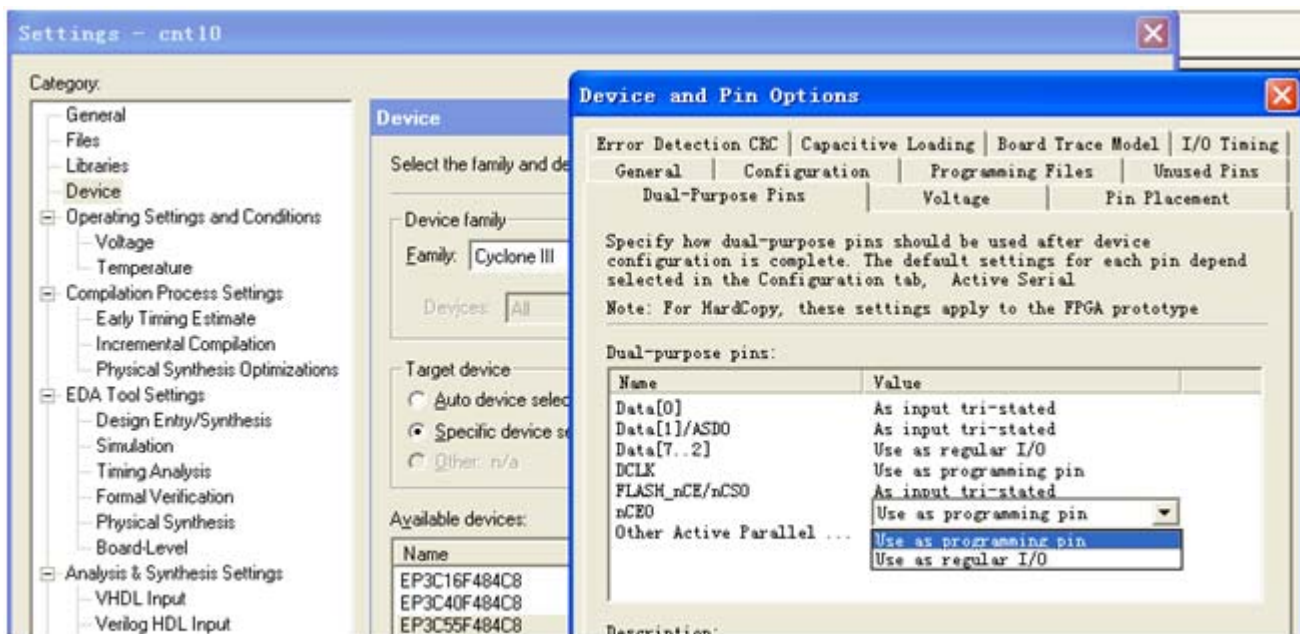 Settings - cnt10
Category:
General
Files
Libraries
Device
Operating Settings and Conditions
Voltage
Temperature
Compilation Process Settings
Early Timing Estimate
Incremental Compilation
Physical Synthesis Optimizations
EDA Tool Settings
Design Entry/Synthesis
Simulation
Timing Analysis
Formal Verification
Physical Synthesis
Board-Level
Analysis & Synthesis Settings
VHDL Input
Verilog HDL Input
Device
Select the family and de
Device family
Family: Cyclone III
Devices: All
Target device
Auto device selec
Specific device se
Other: n/a
Available devices:
Name
EP3C16F484C8
EP3C40F484C8
EP3C55F484C8
Device and Pin Options
Error Detection CRC Capacitive Loading Board Trace Model I/O Timing
General Configuration Programming Files Unused Pins
Dual-Purpose Pins Voltage Pin Placement
Specify how dual-purpose pins should be used after device
configuration is complete. The default settings for each pin depend
selected in the Configuration tab, Active Serial
Note: For HardCopy, these settings apply to the FPGA prototype
Dual-purpose pins:
Name Value
Data[0] As input tri-stated
Data[1]/ASDO As input tri-stated
Data[7..2] Use as regular I/O
DCLK Use as programming pin
FLASH_nCE/nCSO As input tri-stated
nCEO Use as programming pin
Other Active Parallel ... Use as programming pin
Use as regular I/O
Description: